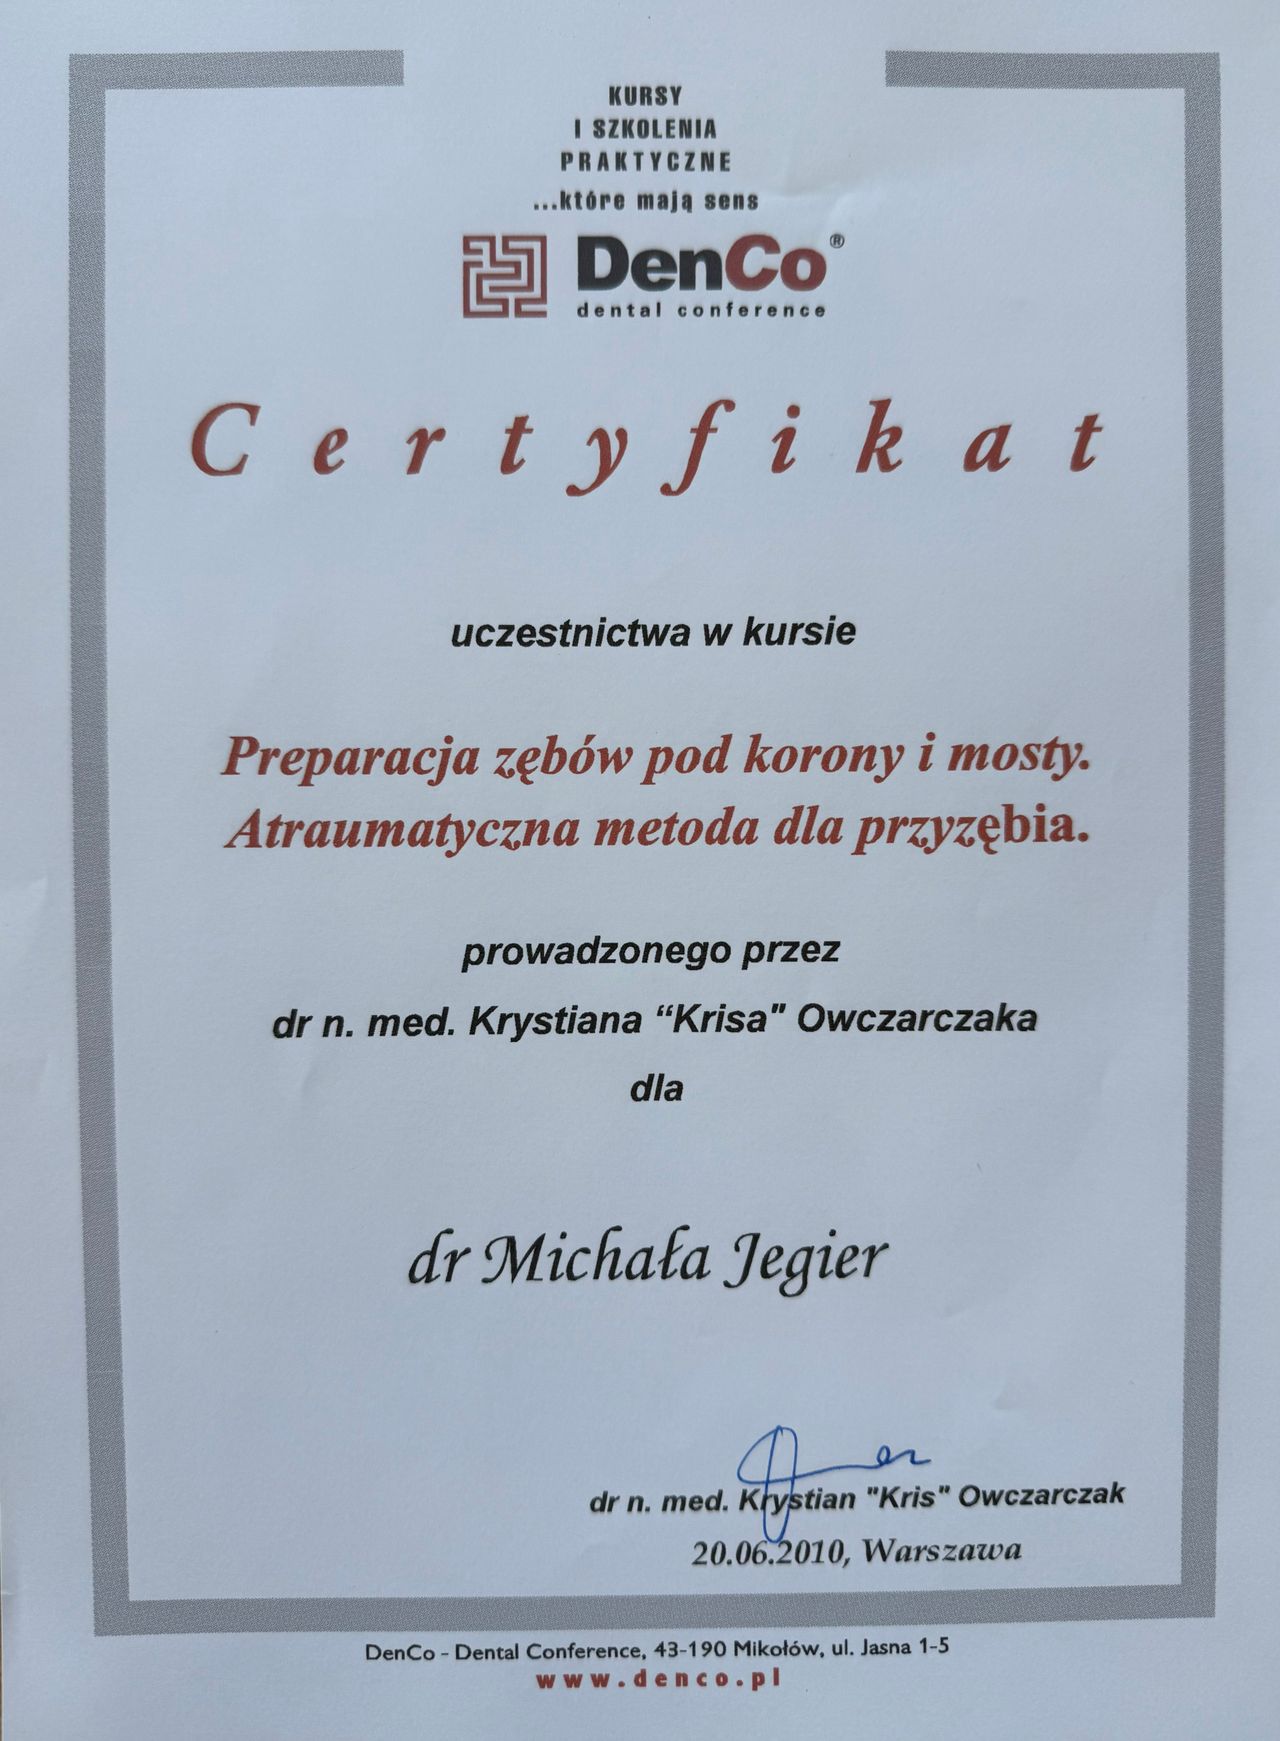 KURSY
I SZKOLENIA
PRAKTYCZNE
...które mają sens
DenCo®
dental conference
Certyfikat
uczestnictwa w kursie
Preparacja zębów pod korony i mosty.
Atraumatyczna metoda dla przyzębia.
prowadzonego przez
dr n. med. Krystiana “Krisa" Owczarczaka
dla
dr Michała Jegier
dr n. med. Krystian "Kris" Owczarczak
20.06.2010, Warszawa
DenCo - Dental Conference, 43-190 Mikołów, ul. Jasna 1-5
www.denco.pl